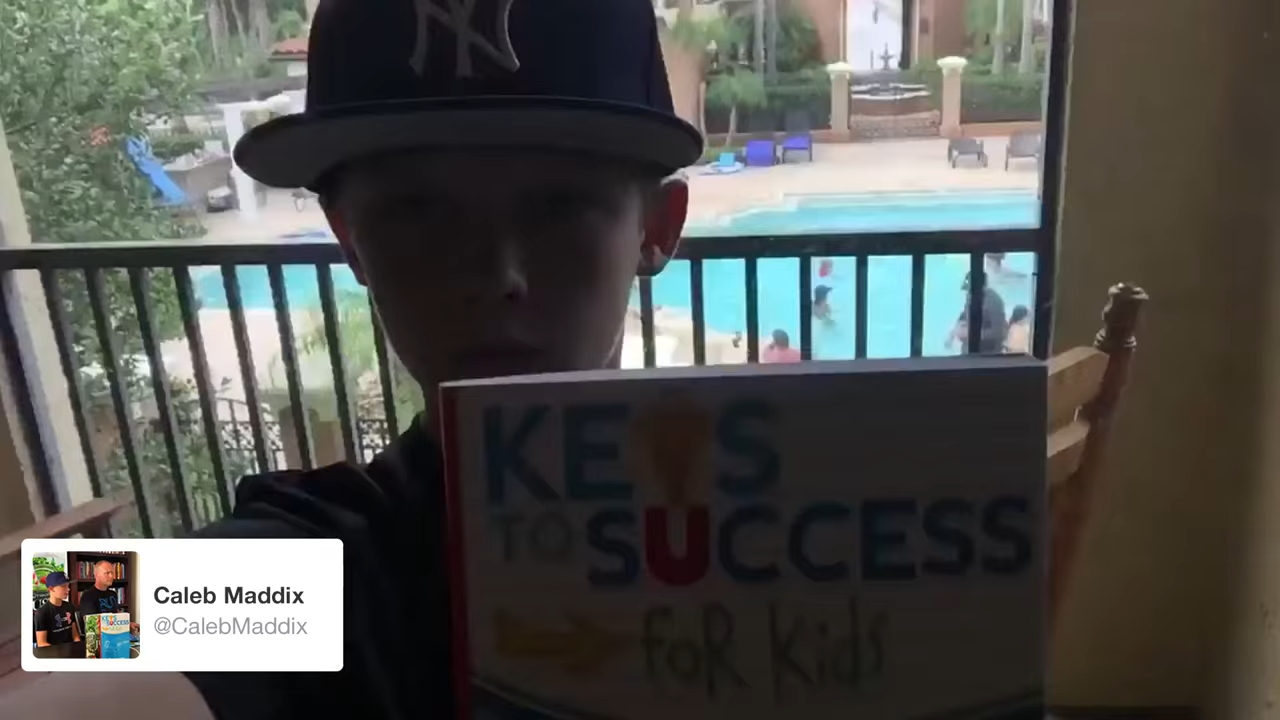 NY
KEYS
TO SUCCESS
for Kids
Caleb Maddix
@CalebMaddix